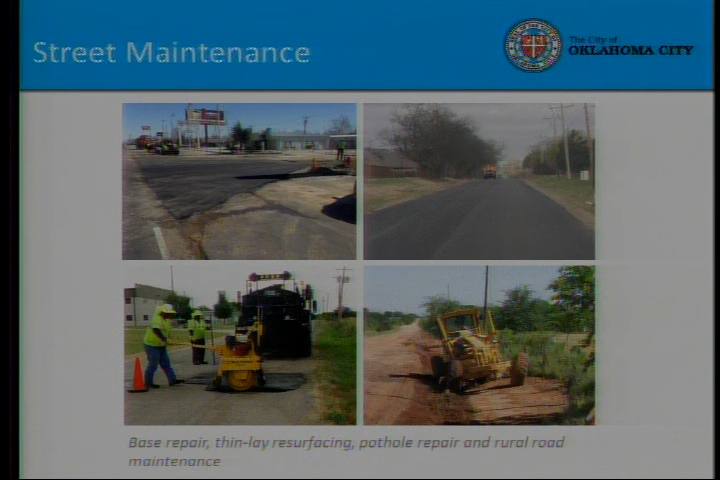 Street Maintenance
The City of
OKLAHOMA CITY
Base repair, thin-lay resurfacing, pothole repair and rural road
maintenance